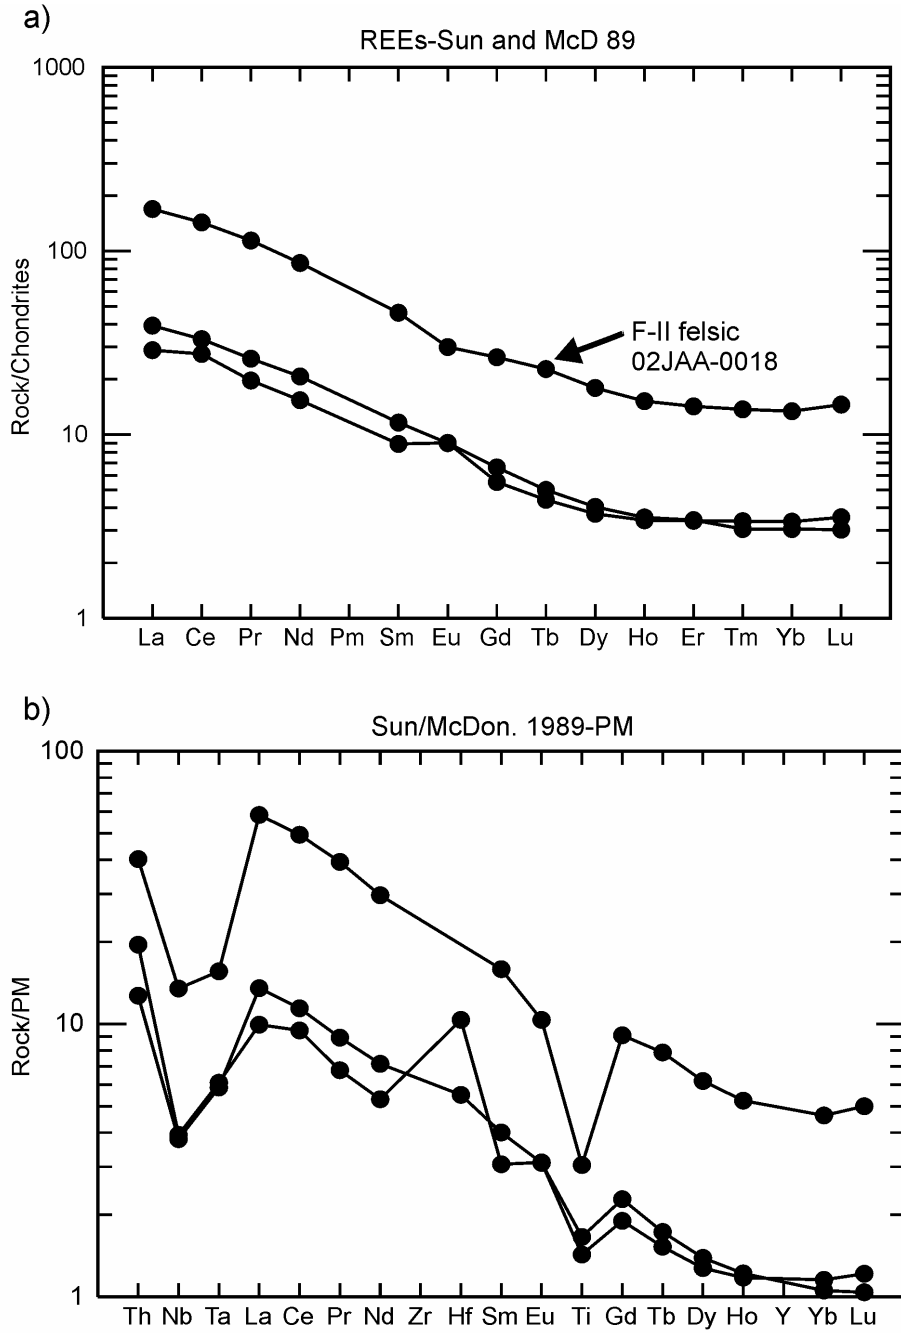 a)
REEs-Sun and McD 89
1000
100
10
1
Rock/Chondrites
F-II felsic
02JAA-0018
La Ce Pr Nd Pm Sm Eu Gd Tb Dy Ho Er Tm Yb Lu
b)
Sun/McDon. 1989-PM
100
10
1
Rock/PM
Th Nb Ta La Ce Pr Nd Zr Hf Sm Eu Ti Gd Tb Dy Ho Y Yb Lu